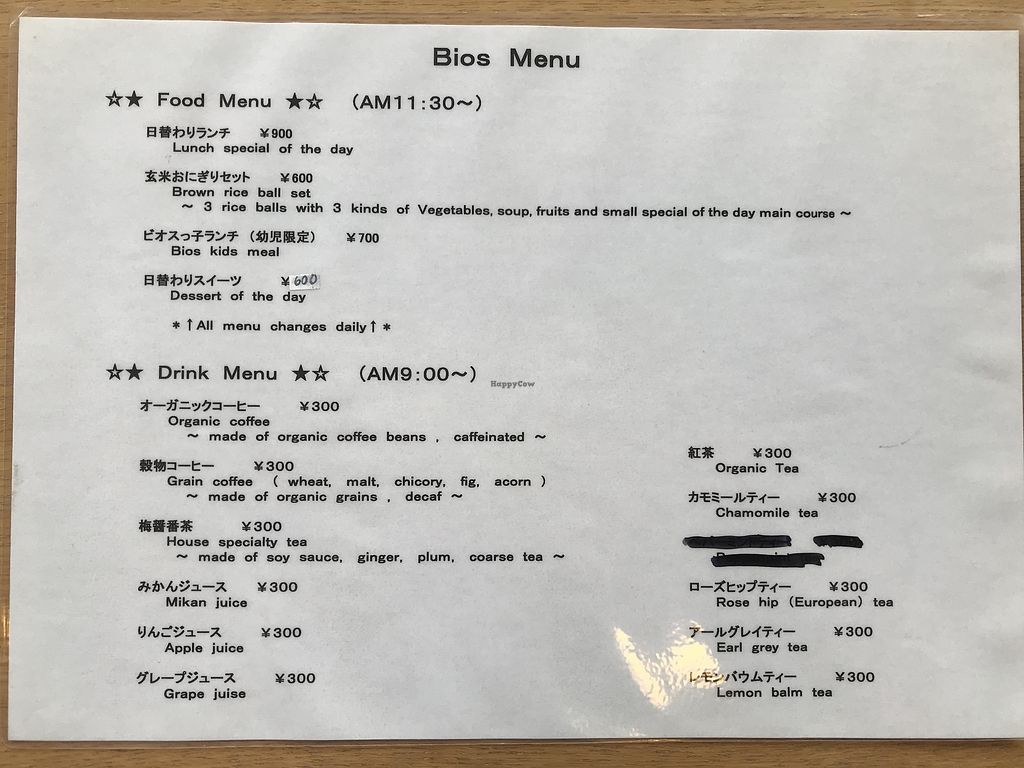 Bios Menu
☆★ Food Menu ★☆ (AM11:30～)
日替わりランチ ¥900
Lunch special of the day
玄米おにぎりセット ¥600
Brown rice ball set
～ 3 rice balls with 3 kinds of Vegetables, soup, fruits and small special of the day main course ～
ビオスっ子ランチ (幼児限定) ¥700
Bios kids meal
日替わりスイーツ ¥600
Dessert of the day
*↑All menu changes daily↑*
☆★ Drink Menu ★☆ (AM9:00～)
HappyCow
オーガニックコーヒー ¥300
Organic coffee
～ made of organic coffee beans , caffeinated ～
穀物コーヒー ¥300
Grain coffee ( wheat, malt, chicory, fig, acorn )
～ made of organic grains , decaf ～
梅醤番茶 ¥300
House specialty tea
～ made of soy sauce, ginger, plum, coarse tea ～
みかんジュース ¥300
Mikan juice
りんごジュース ¥300
Apple juice
グレープジュース ¥300
Grape juise
紅茶 ¥300
Organic Tea
カモミールティー ¥300
Chamomile tea
ローズヒップティー ¥300
Rose hip (European) tea
アールグレイティー ¥300
Earl grey tea
レモンバウムティー ¥300
Lemon balm tea